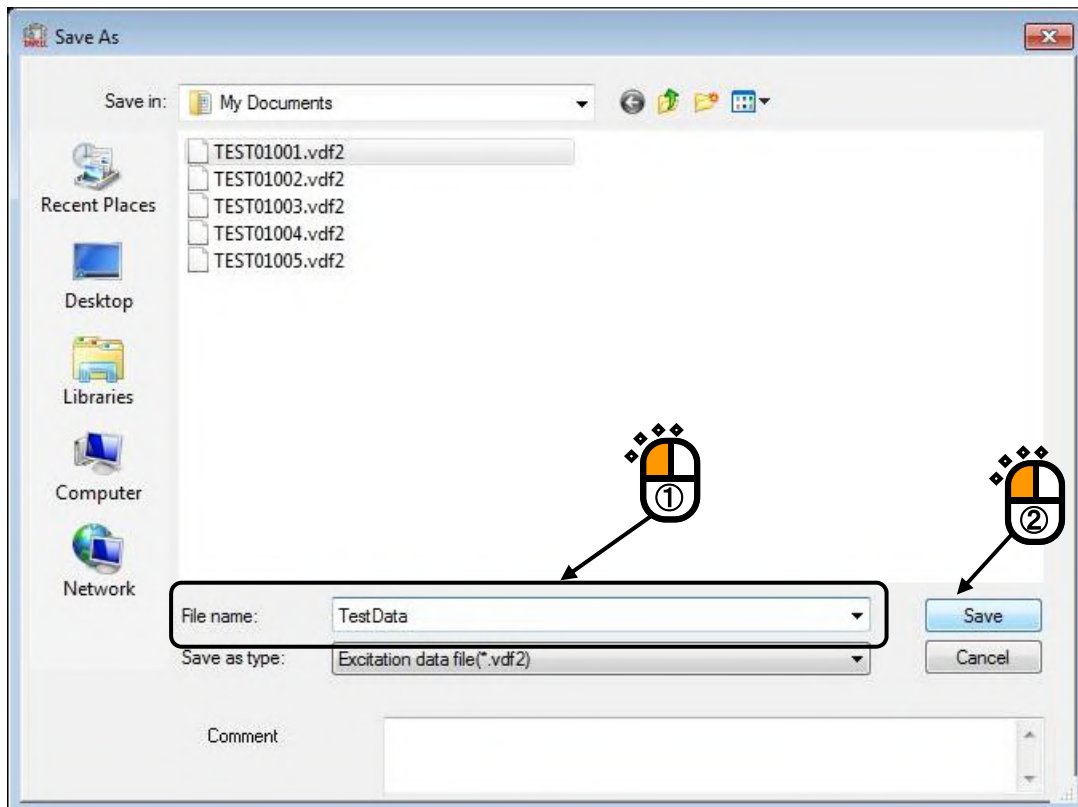 Save As
Save in: My Documents
TEST01001.vdf2
TEST01002.vdf2
TEST01003.vdf2
TEST01004.vdf2
TEST01005.vdf2
Recent Places
Desktop
Libraries
Computer
Network
①
②
File name: TestData Save
Save as type: Excitation data file(*.vdf2) Cancel
Comment